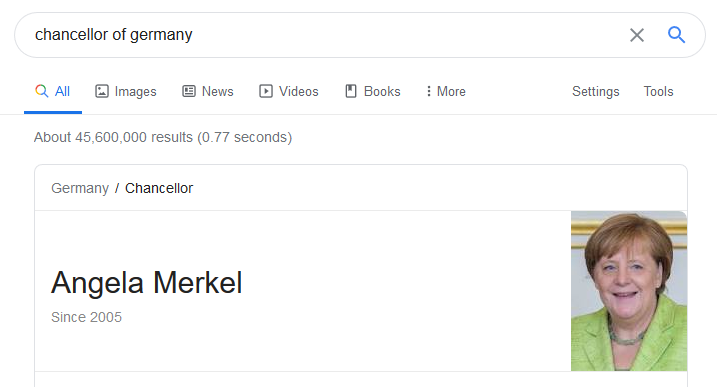 chancellor of germany
All Images News Videos Books More Settings Tools
About 45,600,000 results (0.77 seconds)
Germany / Chancellor
Angela Merkel
Since 2005